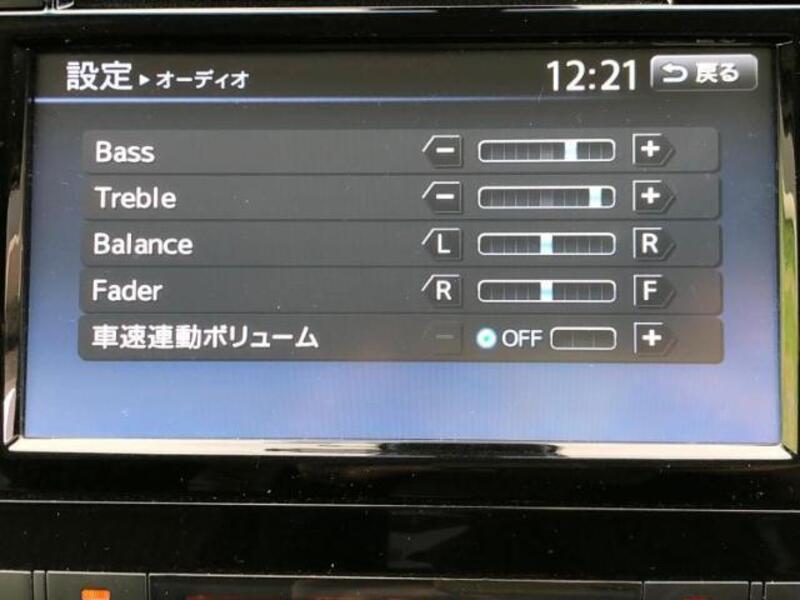 設定▶オーディオ 12:21 戻る
Bass − +
Treble − +
Balance L R
Fader R F
車速連動ボリューム − OFF +